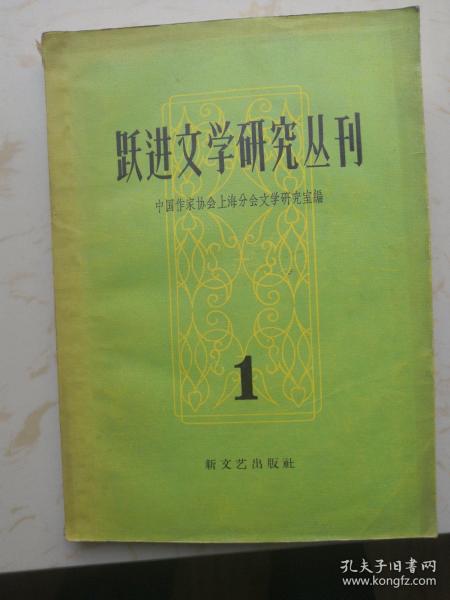 跃进文学研究丛刊
中国作家协会上海分会文学研究室编
1
新文艺出版社
孔夫子旧书网
www.kongfz.com